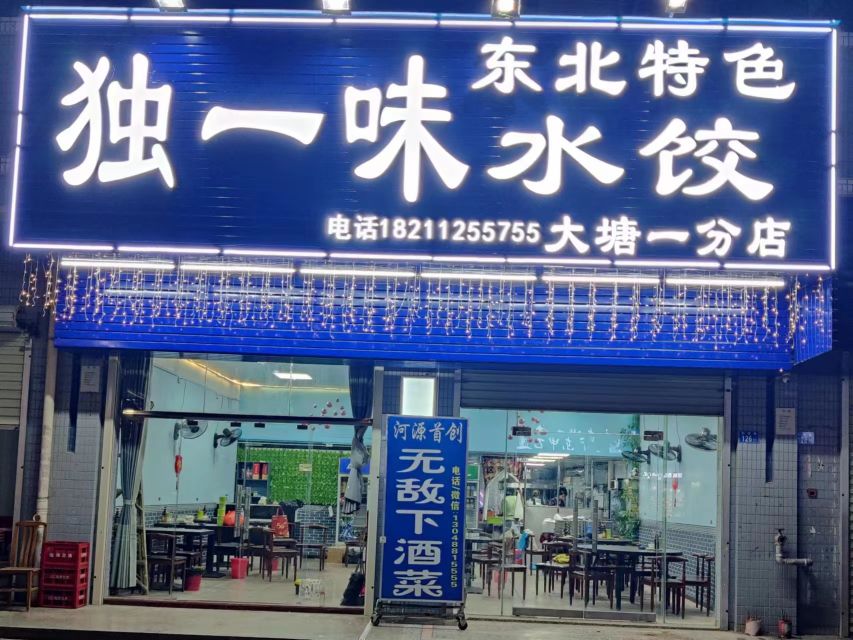 东北特色
独一味水饺
电话18211255755 大塘一分店
河源首创
无敌下酒菜
电话/微信:13048815555
126